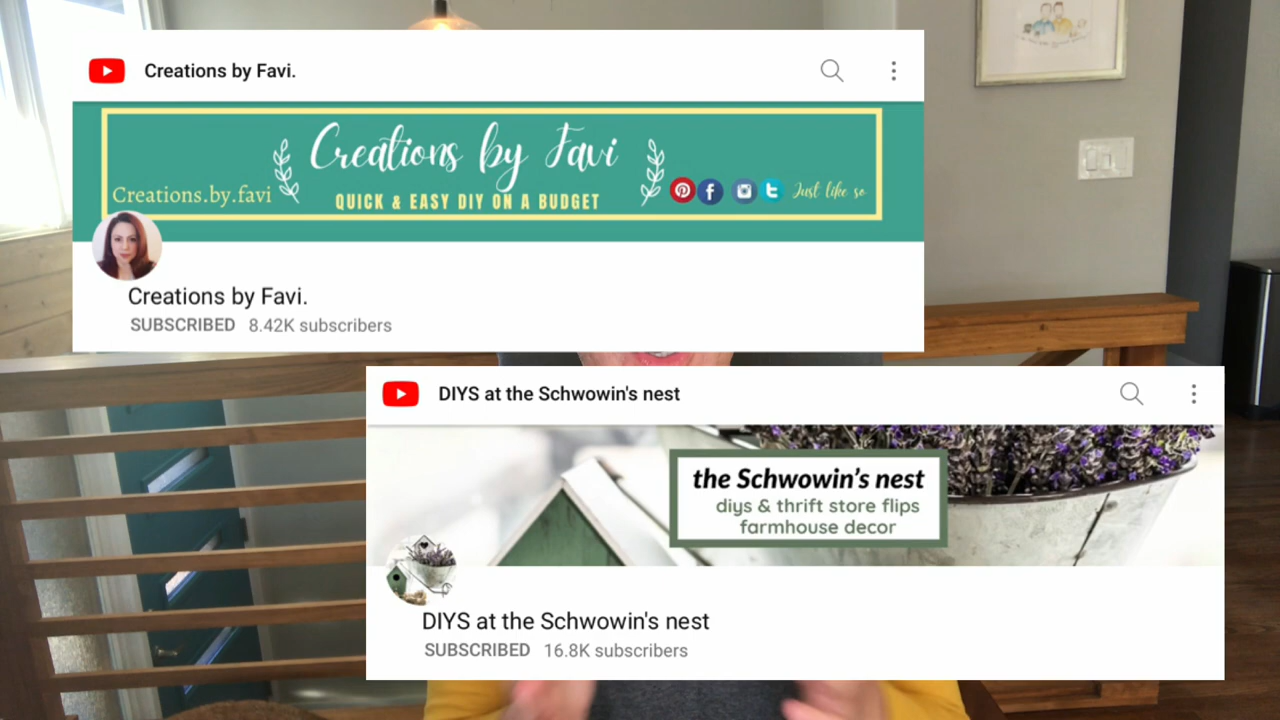 Creations by Favi.
Creations by Favi
Creations.by.favi
QUICK & EASY DIY ON A BUDGET
Just like so
Creations by Favi.
SUBSCRIBED 8.42K subscribers
DIYS at the Schwowin's nest
the Schwowin's nest
diys & thrift store flips
farmhouse decor
DIYS at the Schwowin's nest
SUBSCRIBED 16.8K subscribers